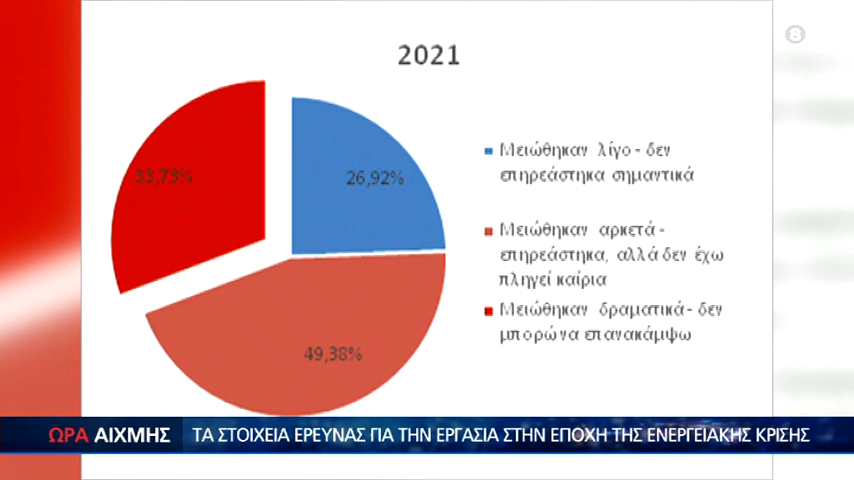 8
2021
33,73%
26,92%
49,38%
Μειώθηκαν λίγο - δεν
επηρεάστηκα σημαντικά
Μειώθηκαν αρκετά -
επηρεάστηκα, αλλά δεν έχω
πληγεί καίρια
Μειώθηκαν δραματικά - δεν
μπορώ να επανακάμψω
ΩΡΑ ΑΙΧΜΗΣ ΤΑ ΣΤΟΙΧΕΙΑ ΕΡΕΥΝΑΣ ΓΙΑ ΤΗΝ ΕΡΓΑΣΙΑ ΣΤΗΝ ΕΠΟΧΗ ΤΗΣ ΕΝΕΡΓΕΙΑΚΗΣ ΚΡΙΣΗΣ